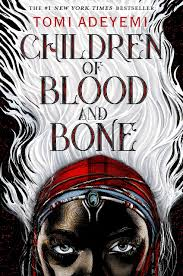 THE #1 NEW YORK TIMES BESTSELLER
TOMI ADEYEMI
CHILDREN
OF BLOOD
AND
BONE